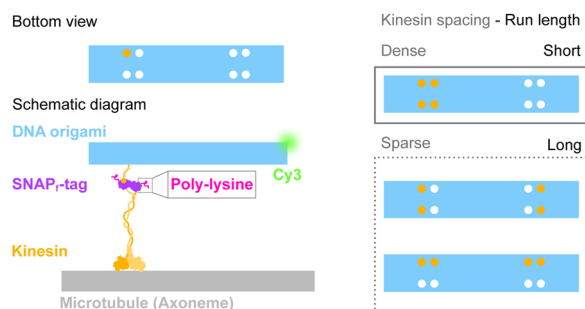 Bottom view
Schematic diagram
DNA origami
Cy3
SNAPf-tag
Poly-lysine
Kinesin
Microtubule (Axoneme)
Kinesin spacing - Run length
Dense
Short
Sparse
Long